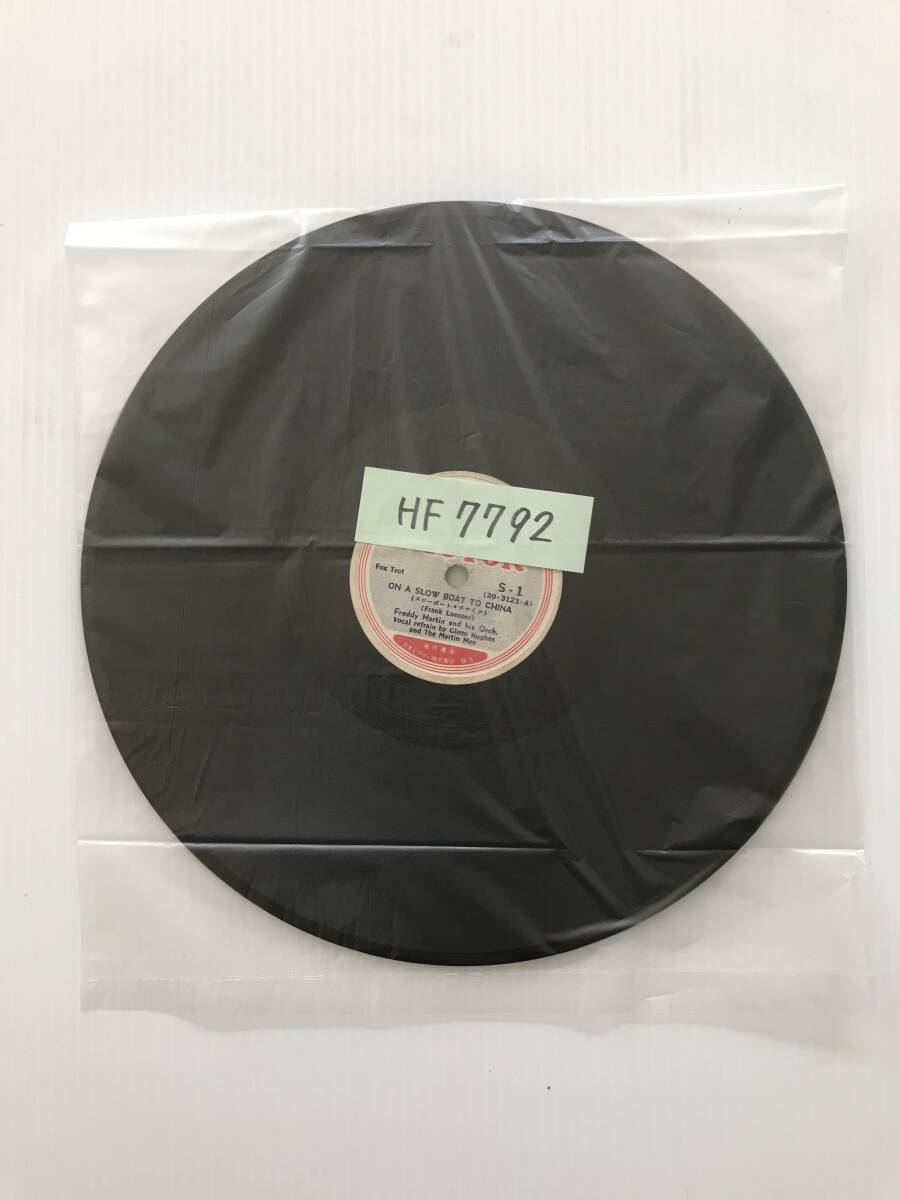 HF 7792
Fox Trot
S - 1
ON A SLOW BOAT TO CHINA
(20-3123-A)
(スローボート・チャイナ)
(Frank Loesser)
Freddy Martin and his Orch.
Vocal refrain by Glenn Hughes
and The Martin Men